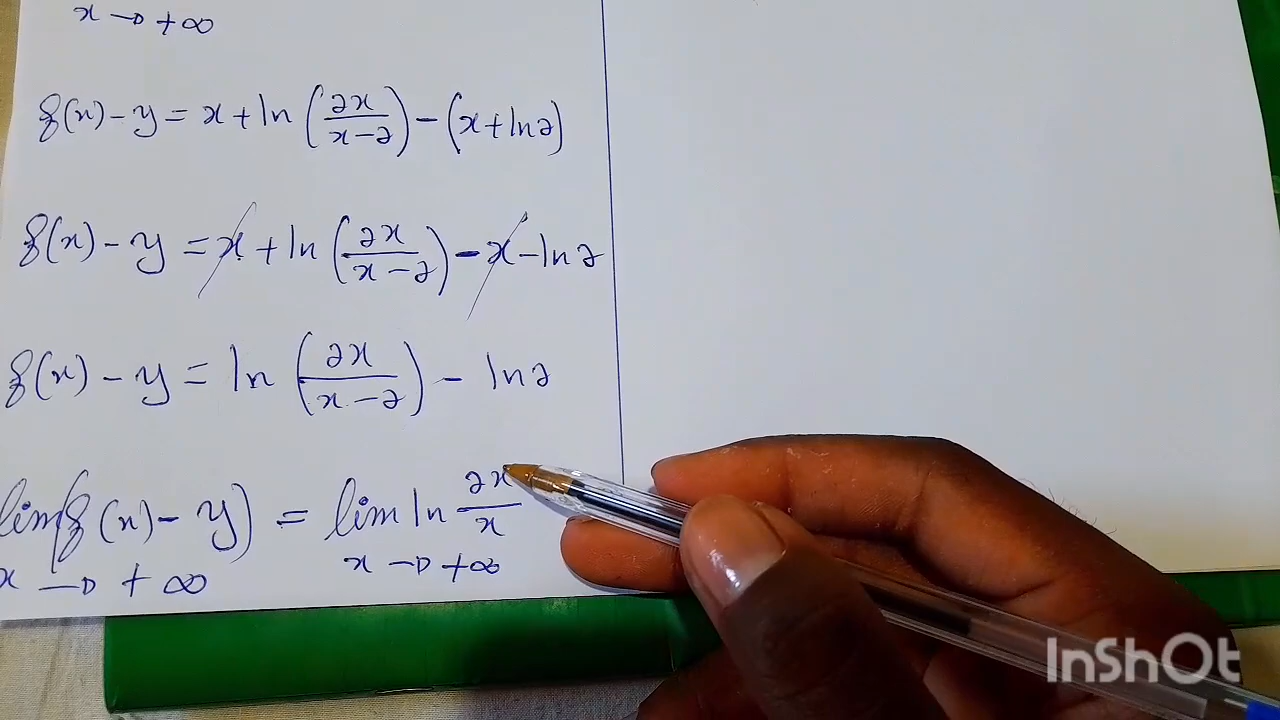 x → +∞
f(x) - y = x + ln (2x/(x-2)) - (x + ln2)
f(x) - y = x + ln (2x/(x-2)) - x - ln2
f(x) - y = ln (2x/(x-2)) - ln2
lim(f(x) - y) = lim ln 2x/x
x → +∞ x → +∞
InShOt